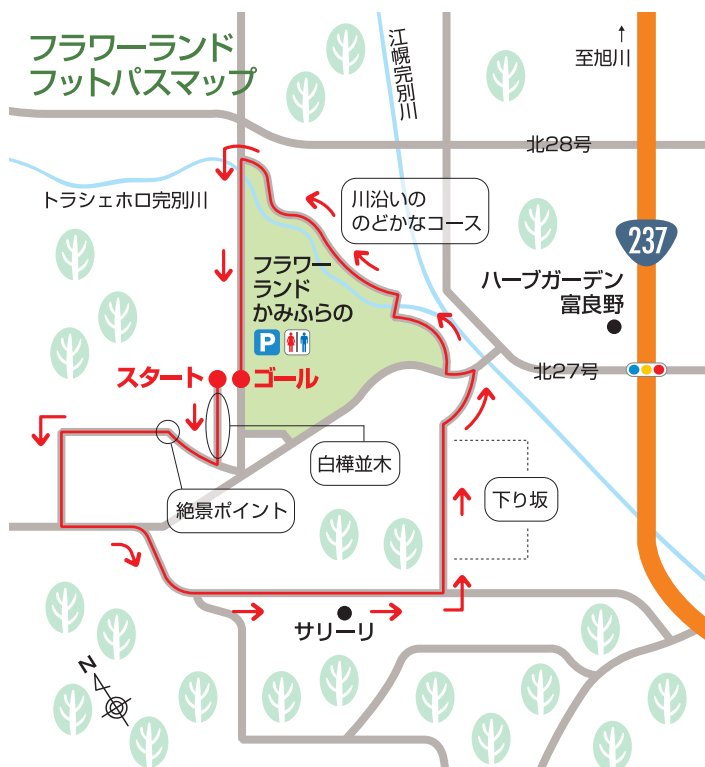 フラワーランド
フットパスマップ
江幌完別川
↑
至旭川
北28号
トラシェホロ完別川
川沿いの
のどかなコース
237
フラワー
ランド
かみふらの
P
ハーブガーデン
富良野
スタート
ゴール
北27号
白樺並木
絶景ポイント
下り坂
サリーリ
N